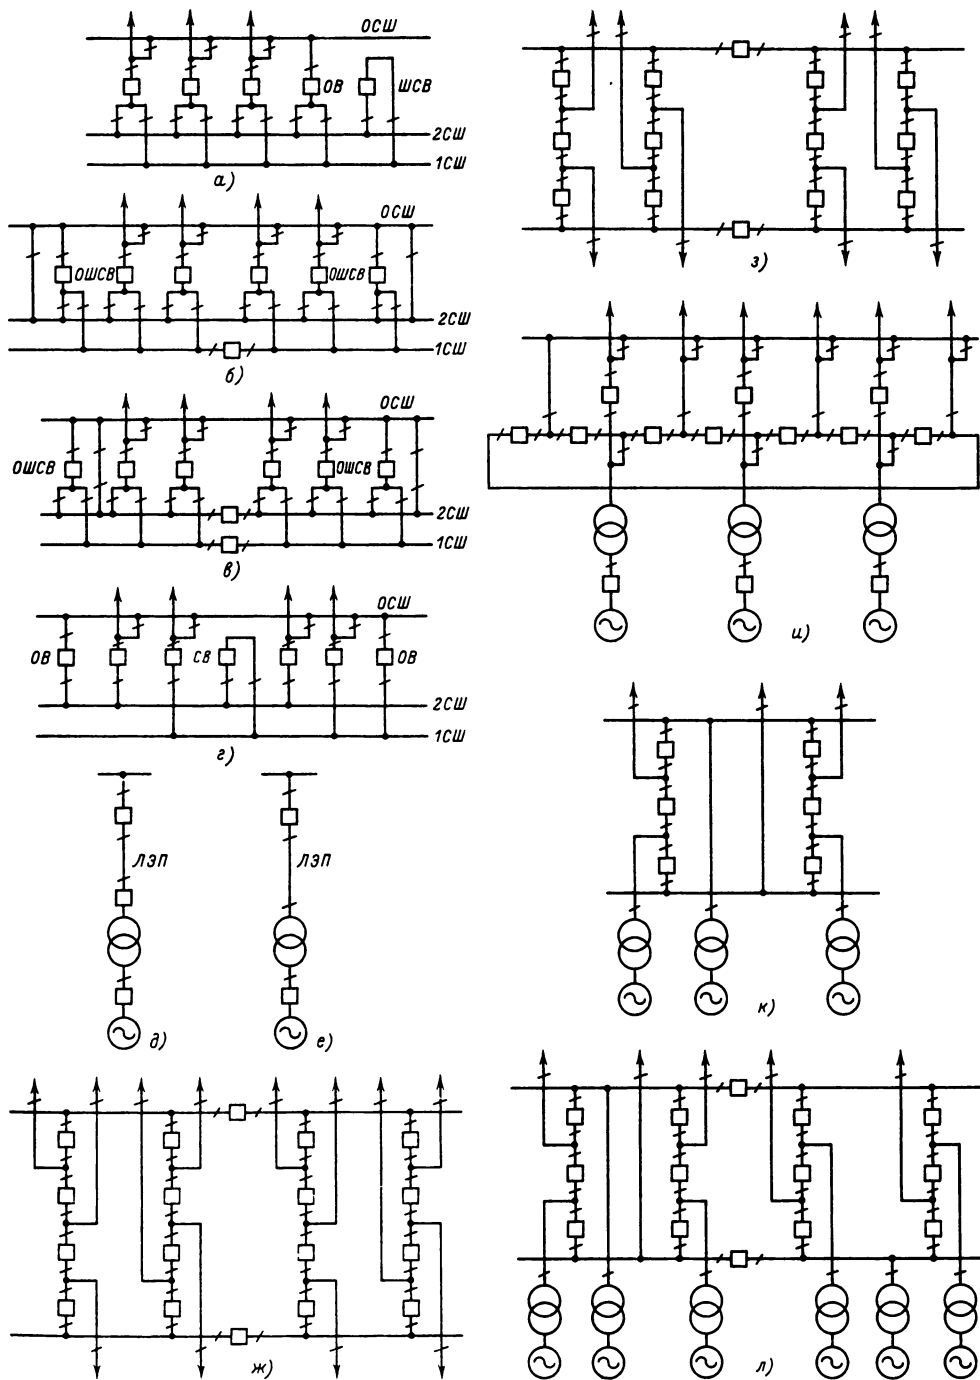 ОСШ
ОВ
ШСВ
2СШ
1СШ
а)
ОСШ
ОШСВ
ОШСВ
2СШ
1СШ
б)
ОСШ
ОШСВ
ОШСВ
2СШ
1СШ
в)
ОСШ
ОВ
СВ
ОВ
2СШ
1СШ
г)
ЛЭП
д)
ЛЭП
е)
ж)
з)
и)
к)
л)